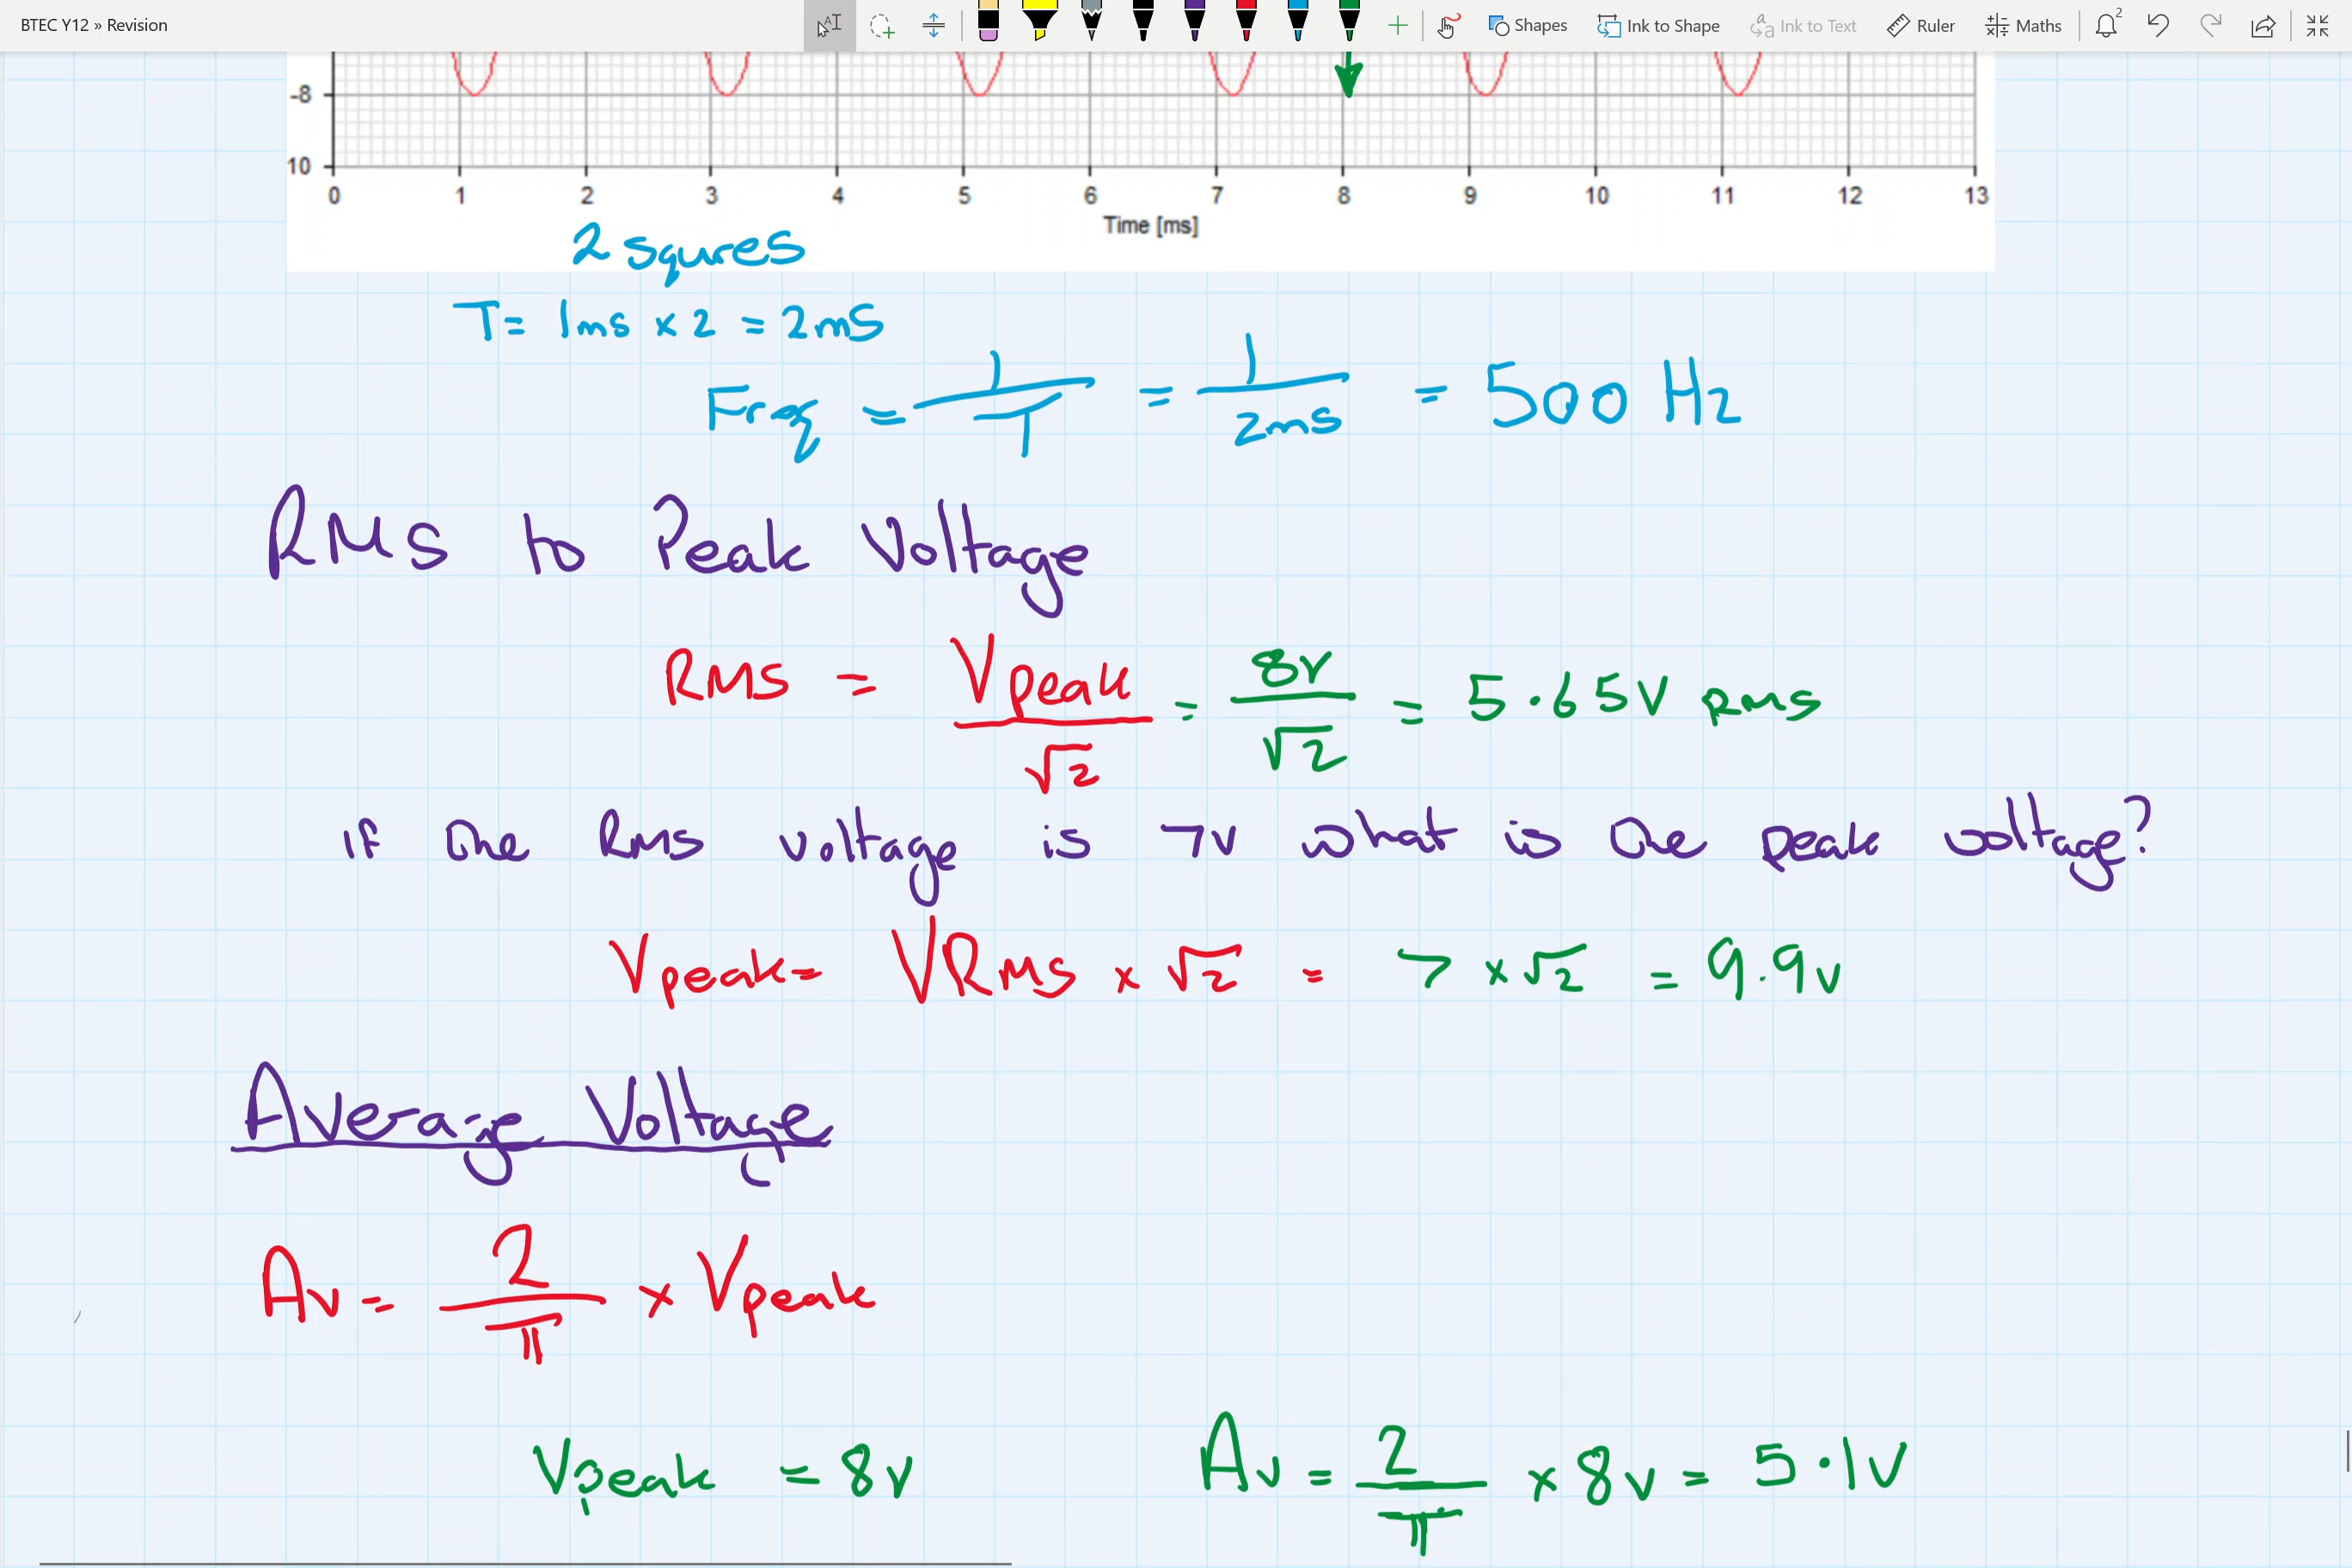 BTEC Y12 » Revision
Shapes Ink to Shape Ink to Text Ruler Maths 2
-8
10
0 1 2 3 4 5 6 7 8 9 10 11 12 13
Time [ms]
2 squres
T= 1ms x 2 = 2mS
Freq = 1/T = 1/2ms = 500 Hz
RMS to Peak Voltage
RMS = Vpeak/√2 = 8v/√2 = 5.65V RMS
If the RMS voltage is 7v what is the peak voltage?
Vpeak = VRMS x √2 = 7 x √2 = 9.9v
Average Voltage
Av = 2/π x Vpeak
Vpeak = 8v
Av = 2/π x 8v = 5.1V